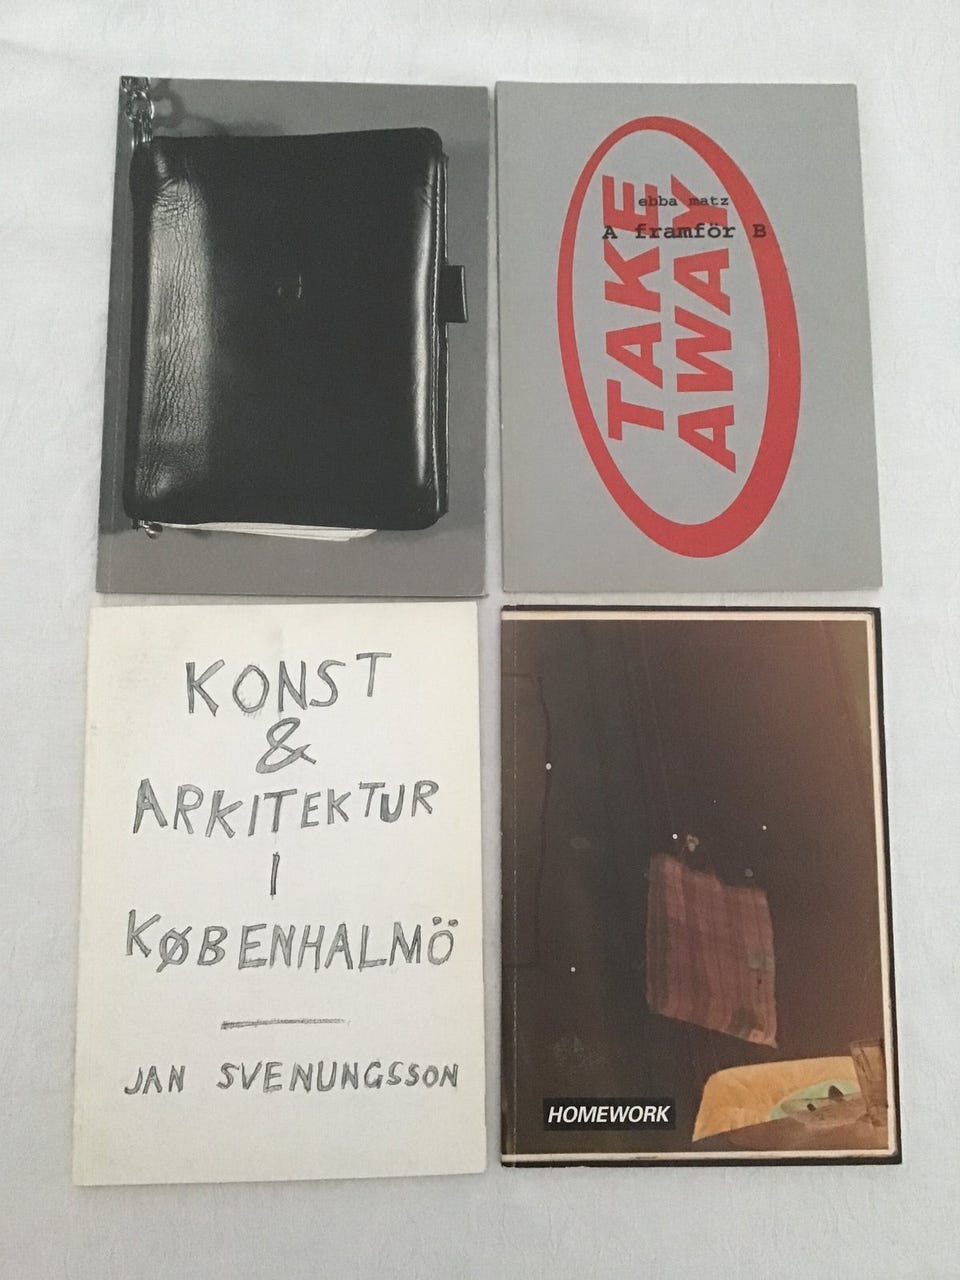 TAKE
AWAY
ebba matz
A framför B
KONST
&
ARKITEKTUR
I
KØBENHALMÖ
JAN SVENUNGSSON
HOMEWORK